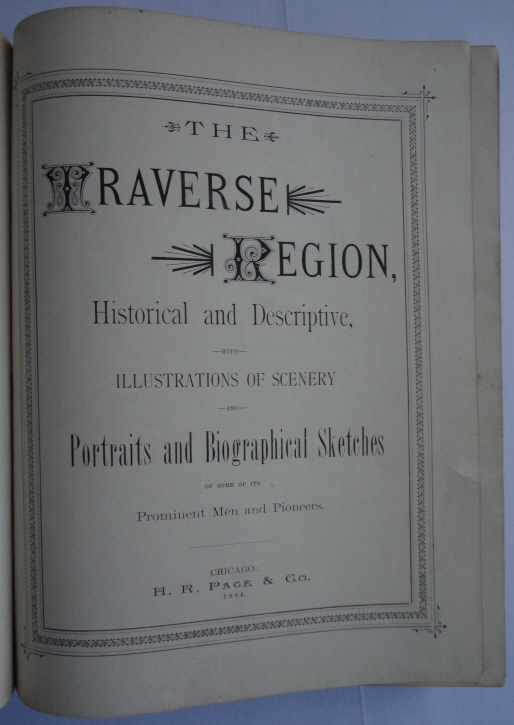 THE
TRAVERSE
REGION,
Historical and Descriptive,
—WITH—
ILLUSTRATIONS OF SCENERY
—AND—
Portraits and Biographical Sketches
OF SOME OF ITS
Prominent Men and Pioneers.
CHICAGO:
H. R. PAGE & CO.
1884.